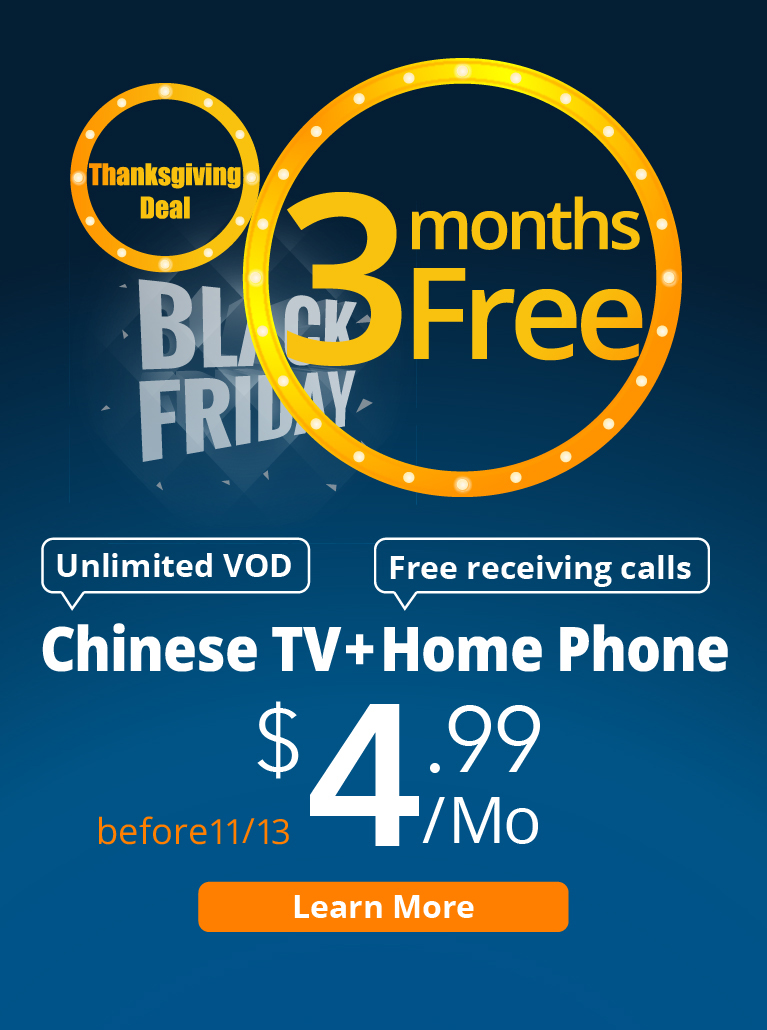 Thanksgiving
Deal
3 months
Free
BLACK
FRIDAY
Unlimited VOD
Free receiving calls
Chinese TV+Home Phone
$4.99
/Mo
before11/13
Learn More